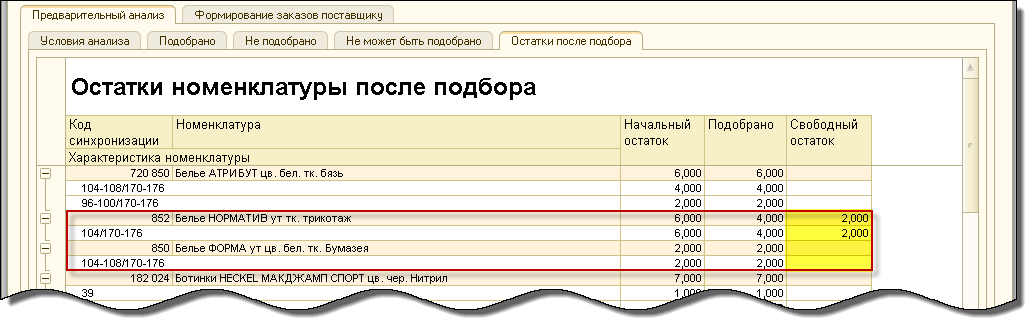 Предварительный анализ Формирование заказов поставщику
Условия анализа Подобрано Не подобрано Не может быть подобрано Остатки после подбора
Остатки номенклатуры после подбора
Код синхронизации Номенклатура Начальный остаток Подобрано Свободный остаток
Характеристика номенклатуры
720 850 Белье АТРИБУТ цв. бел. тк. бязь 6,000 6,000
104-108/170-176 4,000 4,000
96-100/170-176 2,000 2,000
852 Белье НОРМАТИВ ут тк. трикотаж 6,000 4,000 2,000
104/170-176 6,000 4,000 2,000
850 Белье ФОРМА ут цв. бел. тк. Бумазея 2,000 2,000
104-108/170-176 2,000 2,000
182 024 Ботинки HECKEL МАКДЖАМП СПОРТ цв. чер. Нитрил 7,000 7,000
39 1,000 1,000